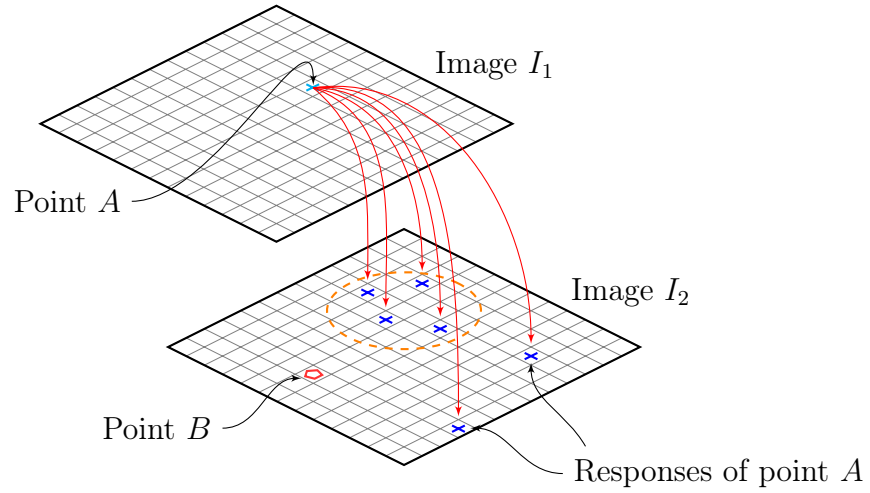 Image I₁
Point A
Image I₂
Point B
Responses of point A